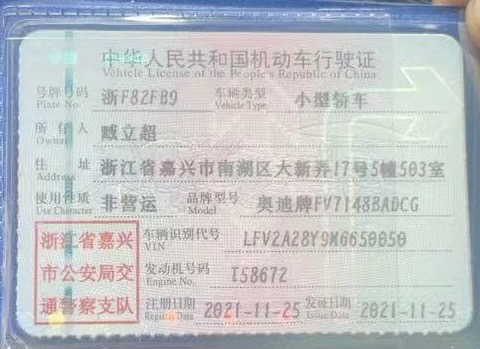 中华人民共和国机动车行驶证
Vehicle License of the People's Republic of China
号牌号码 Plate No. 浙F82FB9 车辆类型 Vehicle Type 小型轿车
所有人 Owner 臧立超
住址 Address 浙江省嘉兴市南湖区大新弄17号5幢503室
使用性质 Use Character 非营运 品牌型号 Model 奥迪牌FV7148BADCG
浙江省嘉兴市公安局交通警察支队
车辆识别代号 VIN LFV2A28Y9M6650050
发动机号码 Engine No. T58672
注册日期 Register Date 2021-11-25 发证日期 Issue Date 2021-11-25